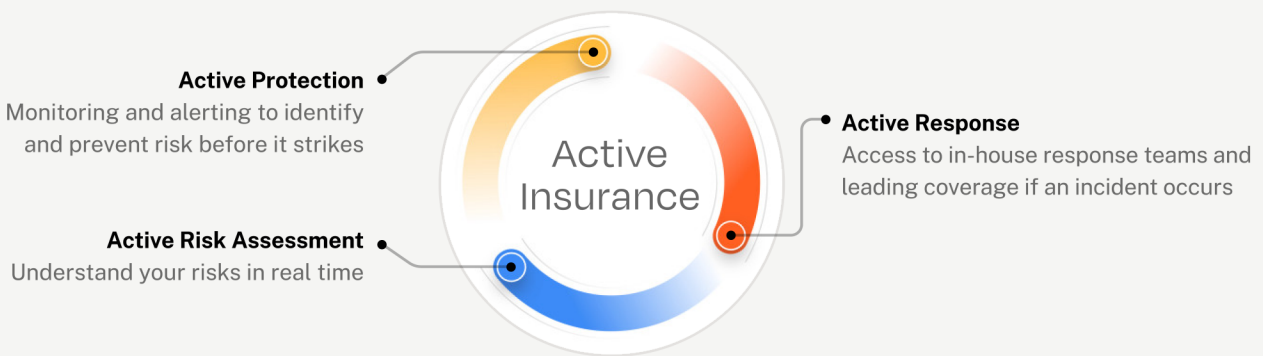 Active Protection
Monitoring and alerting to identify
and prevent risk before it strikes
Active Risk Assessment
Understand your risks in real time
Active
Insurance
Active Response
Access to in-house response teams and
leading coverage if an incident occurs